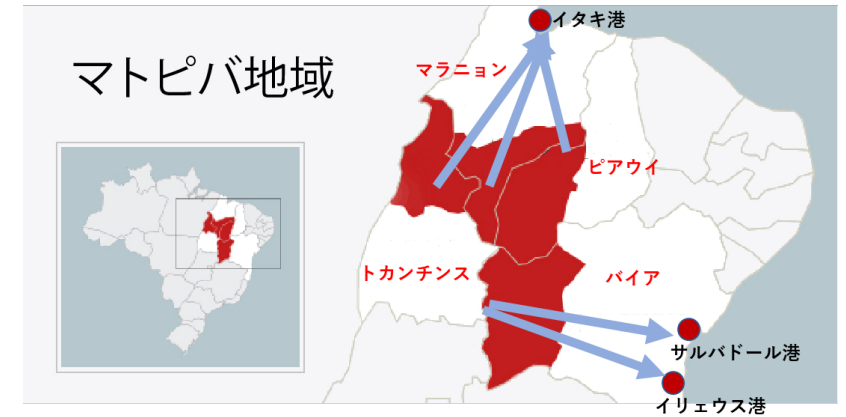 イタキ港
マトピバ地域
マラニョン
ピアウイ
トカンチンス
バイア
サルバドール港
イリェウス港